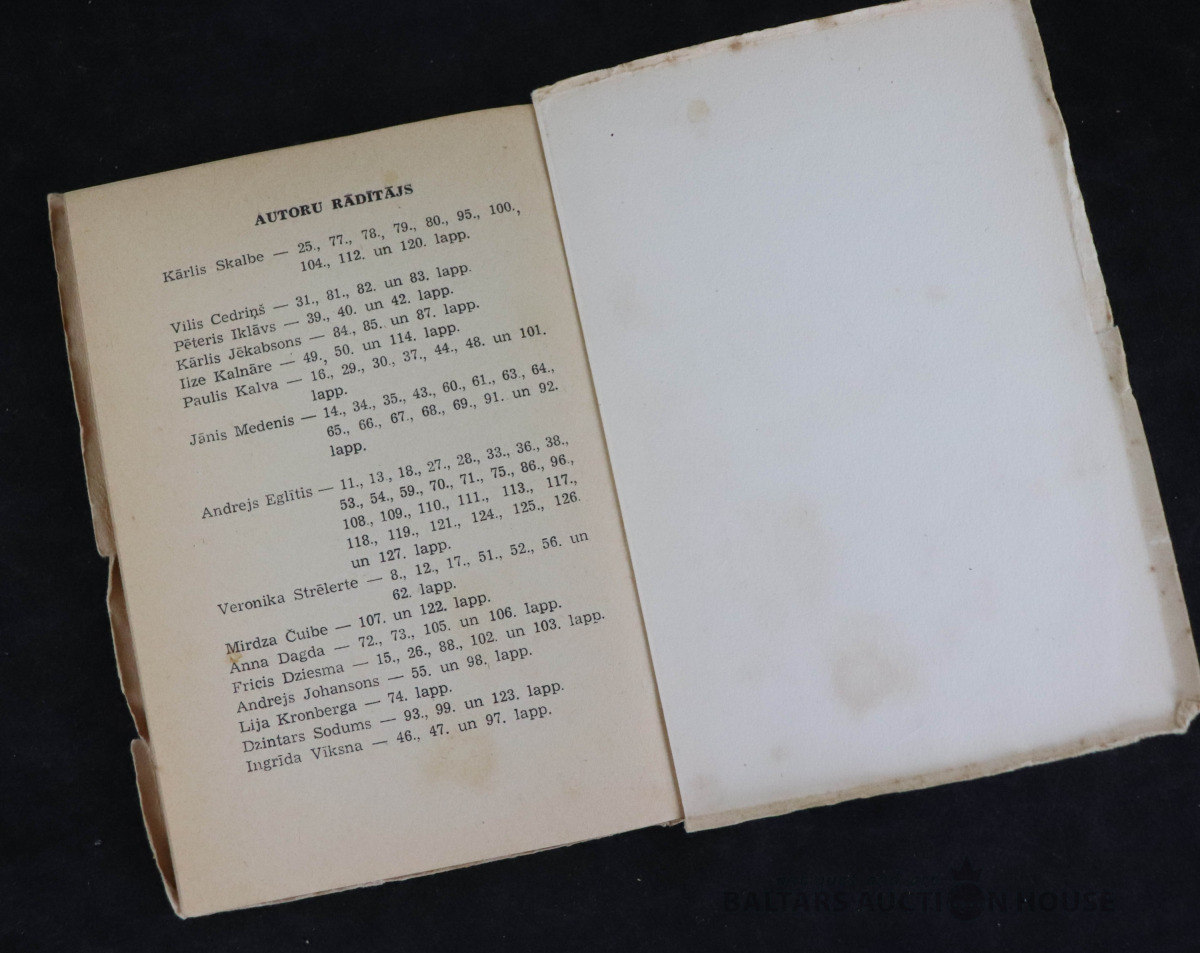 AUTORU RĀDĪTĀJS
Kārlis Skalbe — 25., 77., 78., 79., 80., 95., 100.,
104., 112. un 120. lapp.
Vilis Cedriņš — 31., 81., 82. un 83. lapp.
Pēteris Iklāvs — 39., 40. un 42. lapp.
Kārlis Jēkabsons — 84., 85. un 87. lapp.
Ilze Kalnāre — 49., 50. un 114. lapp.
Paulis Kalva — 16., 29., 30., 37., 44., 48. un 101.
lapp.
Jānis Medenis — 14., 34., 35., 43., 60., 61., 63., 64.,
65., 66., 67., 68., 69., 91. un 92.
lapp.
Andrejs Eglītis — 11., 13., 18., 27., 28., 33., 36., 38.,
53., 54., 59., 70., 71., 75., 86., 96.,
108., 109., 110., 111., 113., 117.,
118., 119., 121., 124., 125., 126.
un 127. lapp.
Veronika Strēlerte — 8., 12., 17., 51., 52., 56. un
62. lapp.
Mirdza Čuibe — 107. un 122. lapp.
Anna Dagda — 72., 73., 105. un 106. lapp.
Fricis Dziesma — 15., 26., 88., 102. un 103. lapp.
Andrejs Johansons — 55. un 98. lapp.
Lija Kronberga — 74. lapp.
Dzintars Sodums — 93., 99. un 123. lapp.
Ingrīda Vīksna — 46., 47. un 97. lapp.
BALTARS AUCTION HOUSE